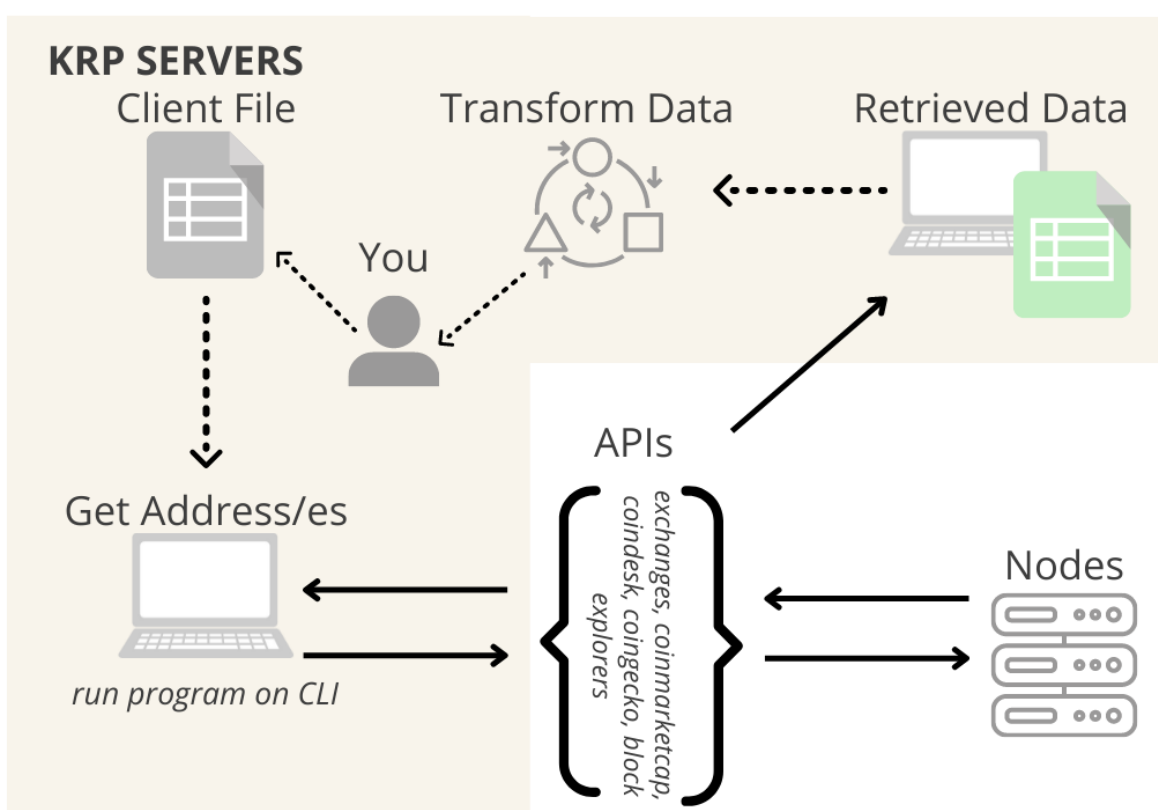 KRP SERVERS
Client File
Transform Data
Retrieved Data
You
APIs
Get Address/es
exchanges, coinmarketcap,
coindesk, coingecko, block
explorers
Nodes
run program on CLI